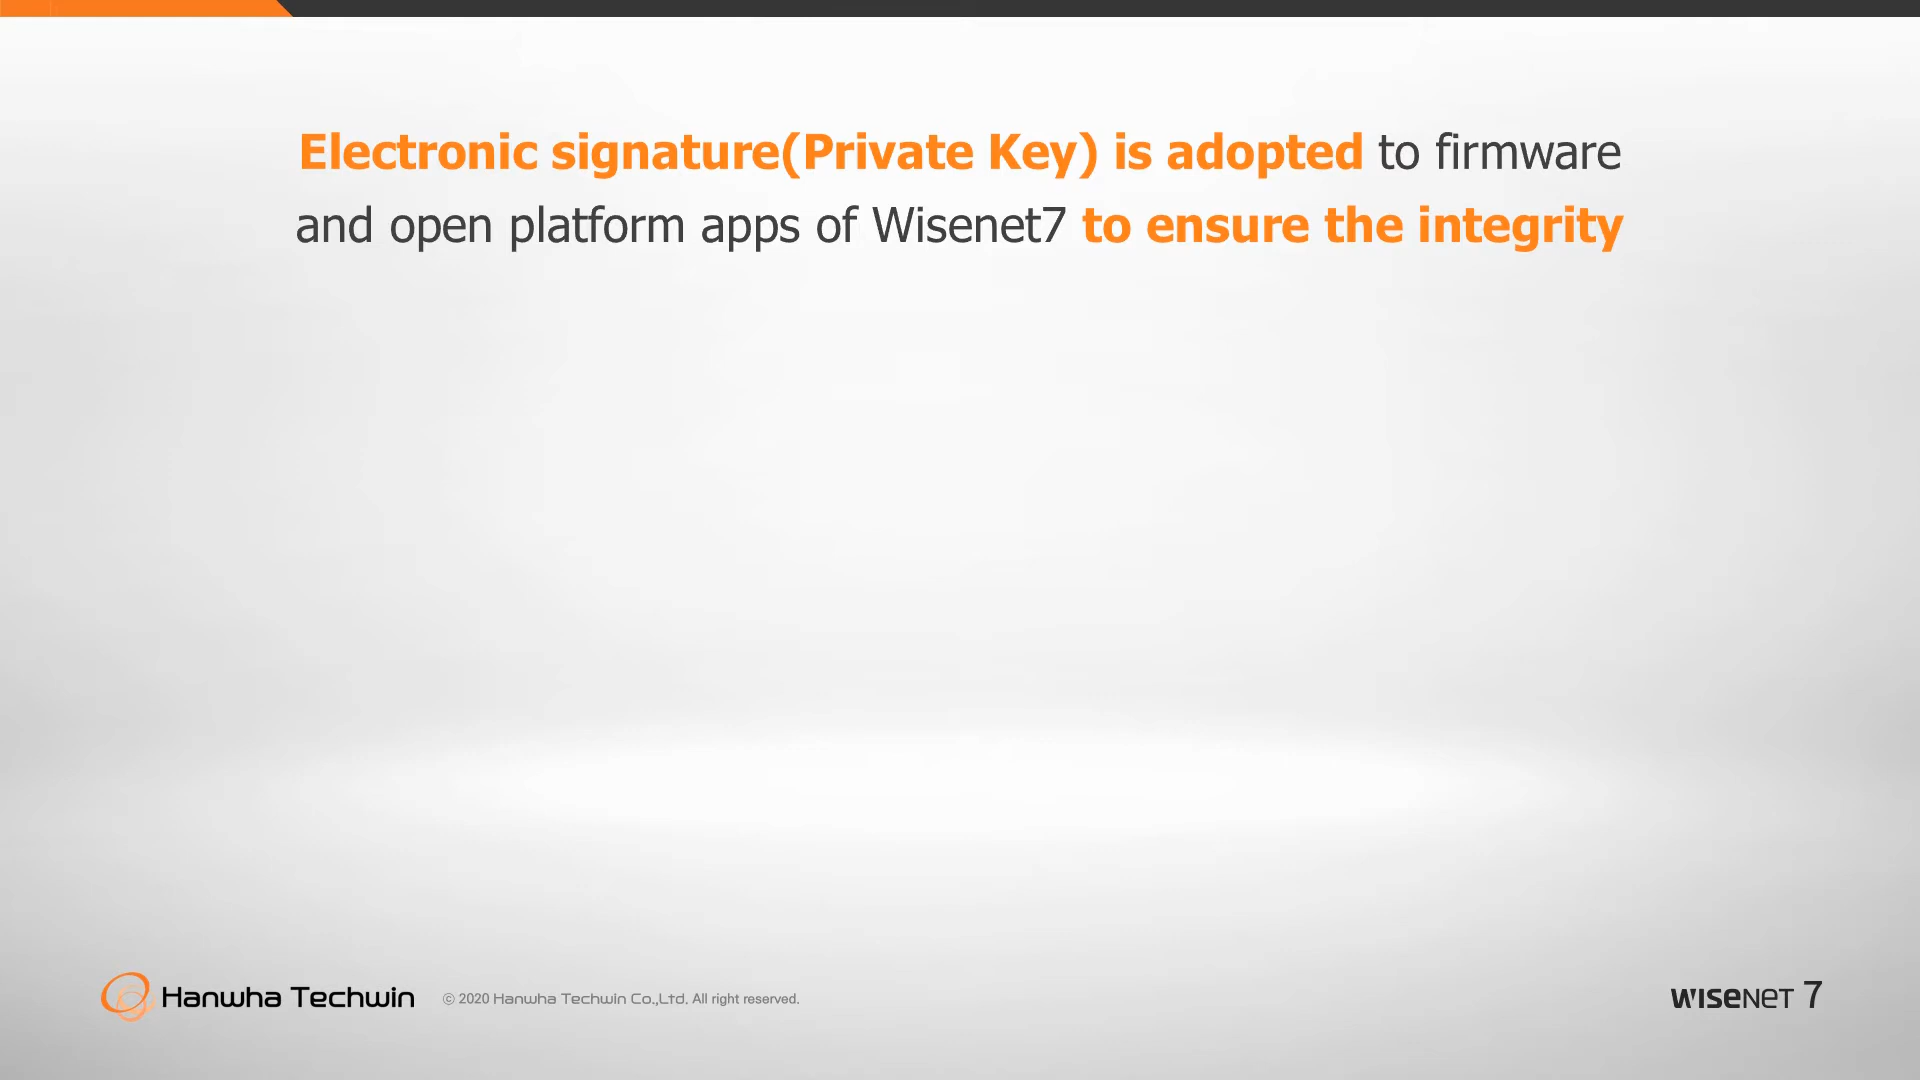 Electronic signature(Private Key) is adopted to firmware
and open platform apps of Wisenet7 to ensure the integrity
Hanwha Techwin
© 2020 Hanwha Techwin Co.,Ltd. All right reserved.
WISENET 7